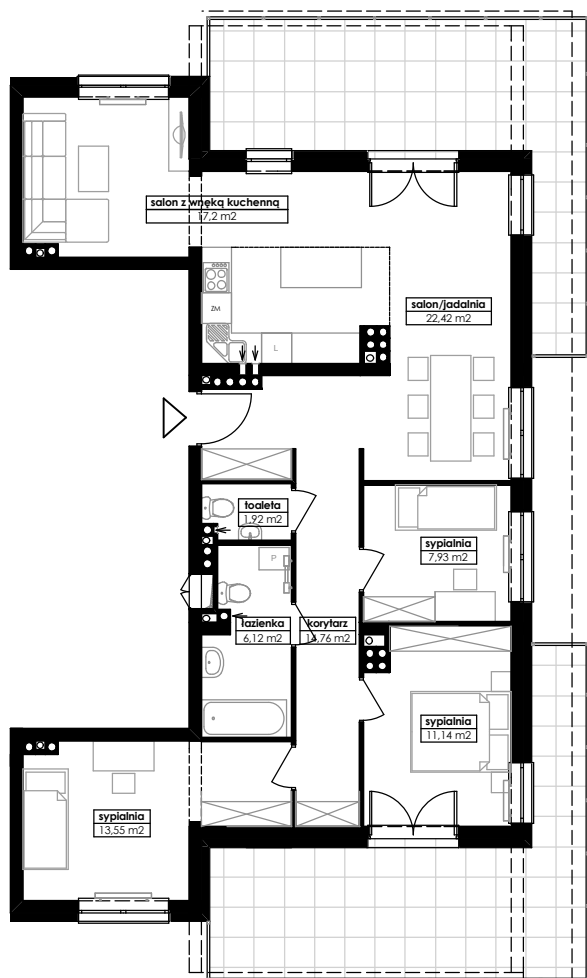 salon z wnęką kuchenną
17,2 m2
salon/jadalnia
22,42 m2
ZM
L
toaleta
1,92 m2
sypialnia
7,93 m2
P
łazienka
6,12 m2
korytarz
14,76 m2
sypialnia
11,14 m2
sypialnia
13,55 m2